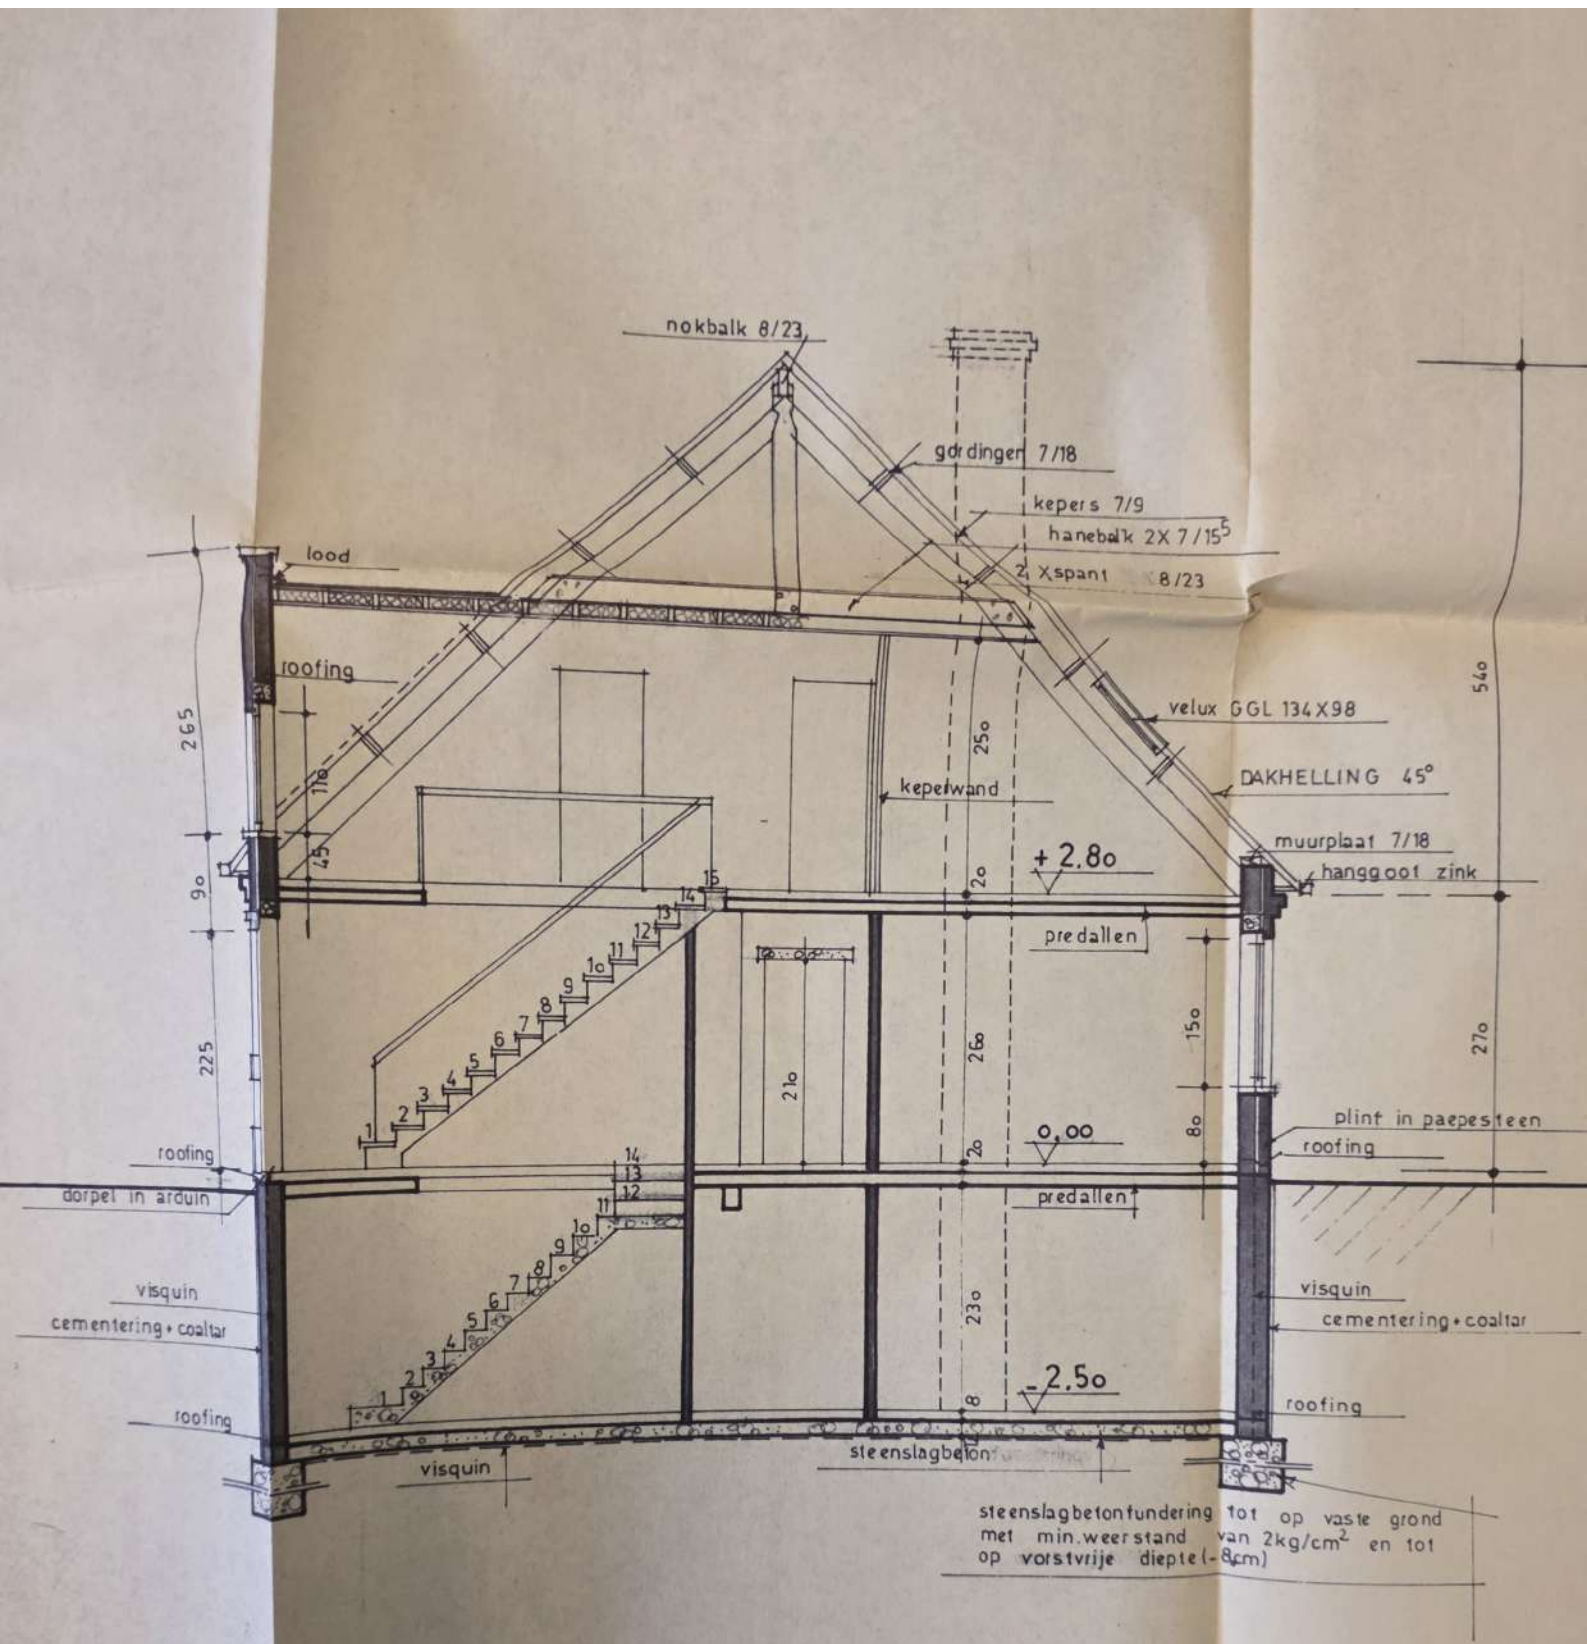 nokbalk 8/23
gordingen 7/18
kepers 7/9
hanebalk 2X 7/15⁵
2 Xspant 8/23
lood
roofing
540
velux GGL 134X98
265
110
250
DAKHELLING 45°
kepelwand
muurplaat 7/18
hanggoot zink
+ 2.80
45
90
20
15
14
13
12
11
10
9
8
7
6
5
4
3
2
1
predallen
150
270
225
260
210
80
plint in paepesteen
roofing
0,00
20
roofing
dorpel in arduin
14
13
12
11
10
9
8
7
6
5
4
3
2
1
predallen
visquin
cementering + coaltar
230
visquin
cementering + coaltar
- 2.50
8
roofing
roofing
visquin
steenslagbeton
steenslagbetonfundering tot op vaste grond
met min. weerstand van 2kg/cm² en tot
op vorstvrije diepte (-8cm)